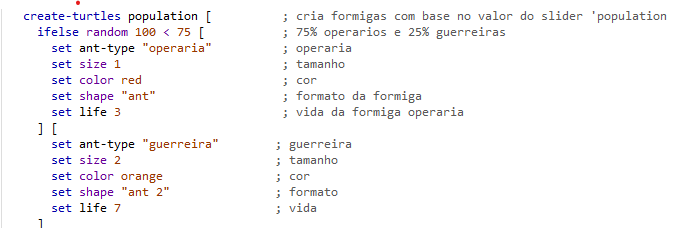 create-turtles population [ ; cria formigas com base no valor do slider 'population
ifelse random 100 < 75 [ ; 75% operarios e 25% guerreiras
set ant-type "operaria" ; operaria
set size 1 ; tamanho
set color red ; cor
set shape "ant" ; formato da formiga
set life 3 ; vida da formiga operaria
] [
set ant-type "guerreira" ; guerreira
set size 2 ; tamanho
set color orange ; cor
set shape "ant 2" ; formato
set life 7 ; vida
]